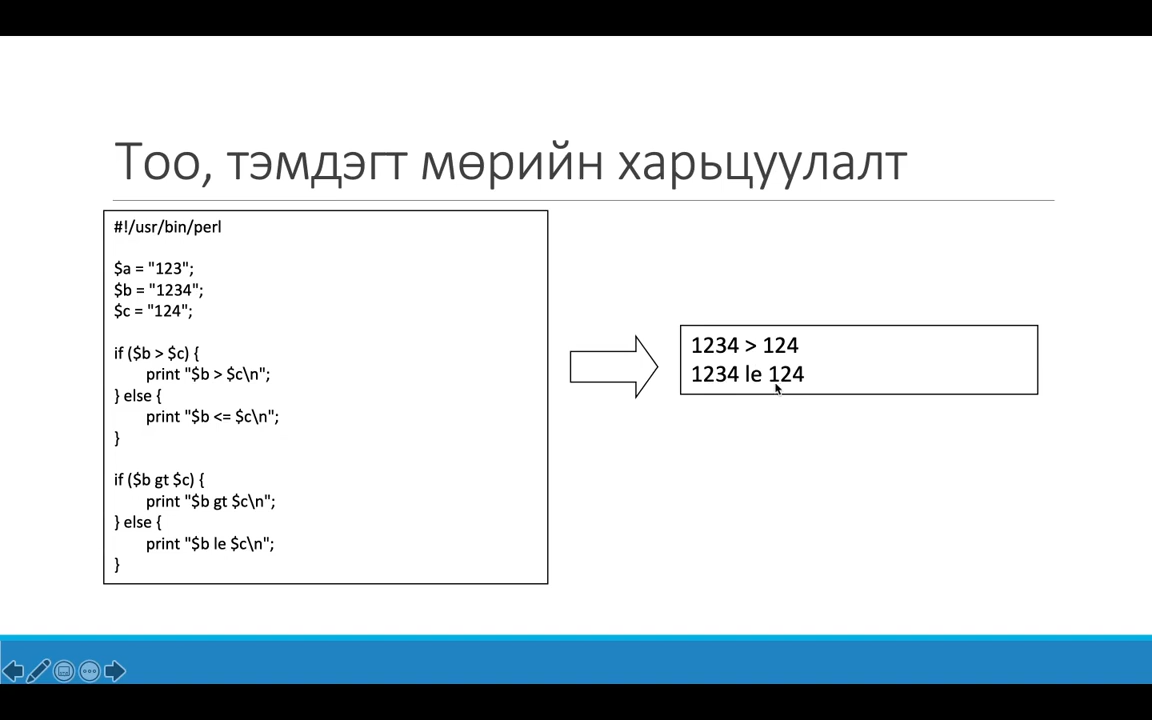 Тоо, тэмдэгт мөрийн харьцуулалт
#!/usr/bin/perl
$a = "123";
$b = "1234";
$c = "124";
if ($b > $c) {
print "$b > $c\n";
} else {
print "$b <= $c\n";
}
if ($b gt $c) {
print "$b gt $c\n";
} else {
print "$b le $c\n";
}
1234 > 124
1234 le 124